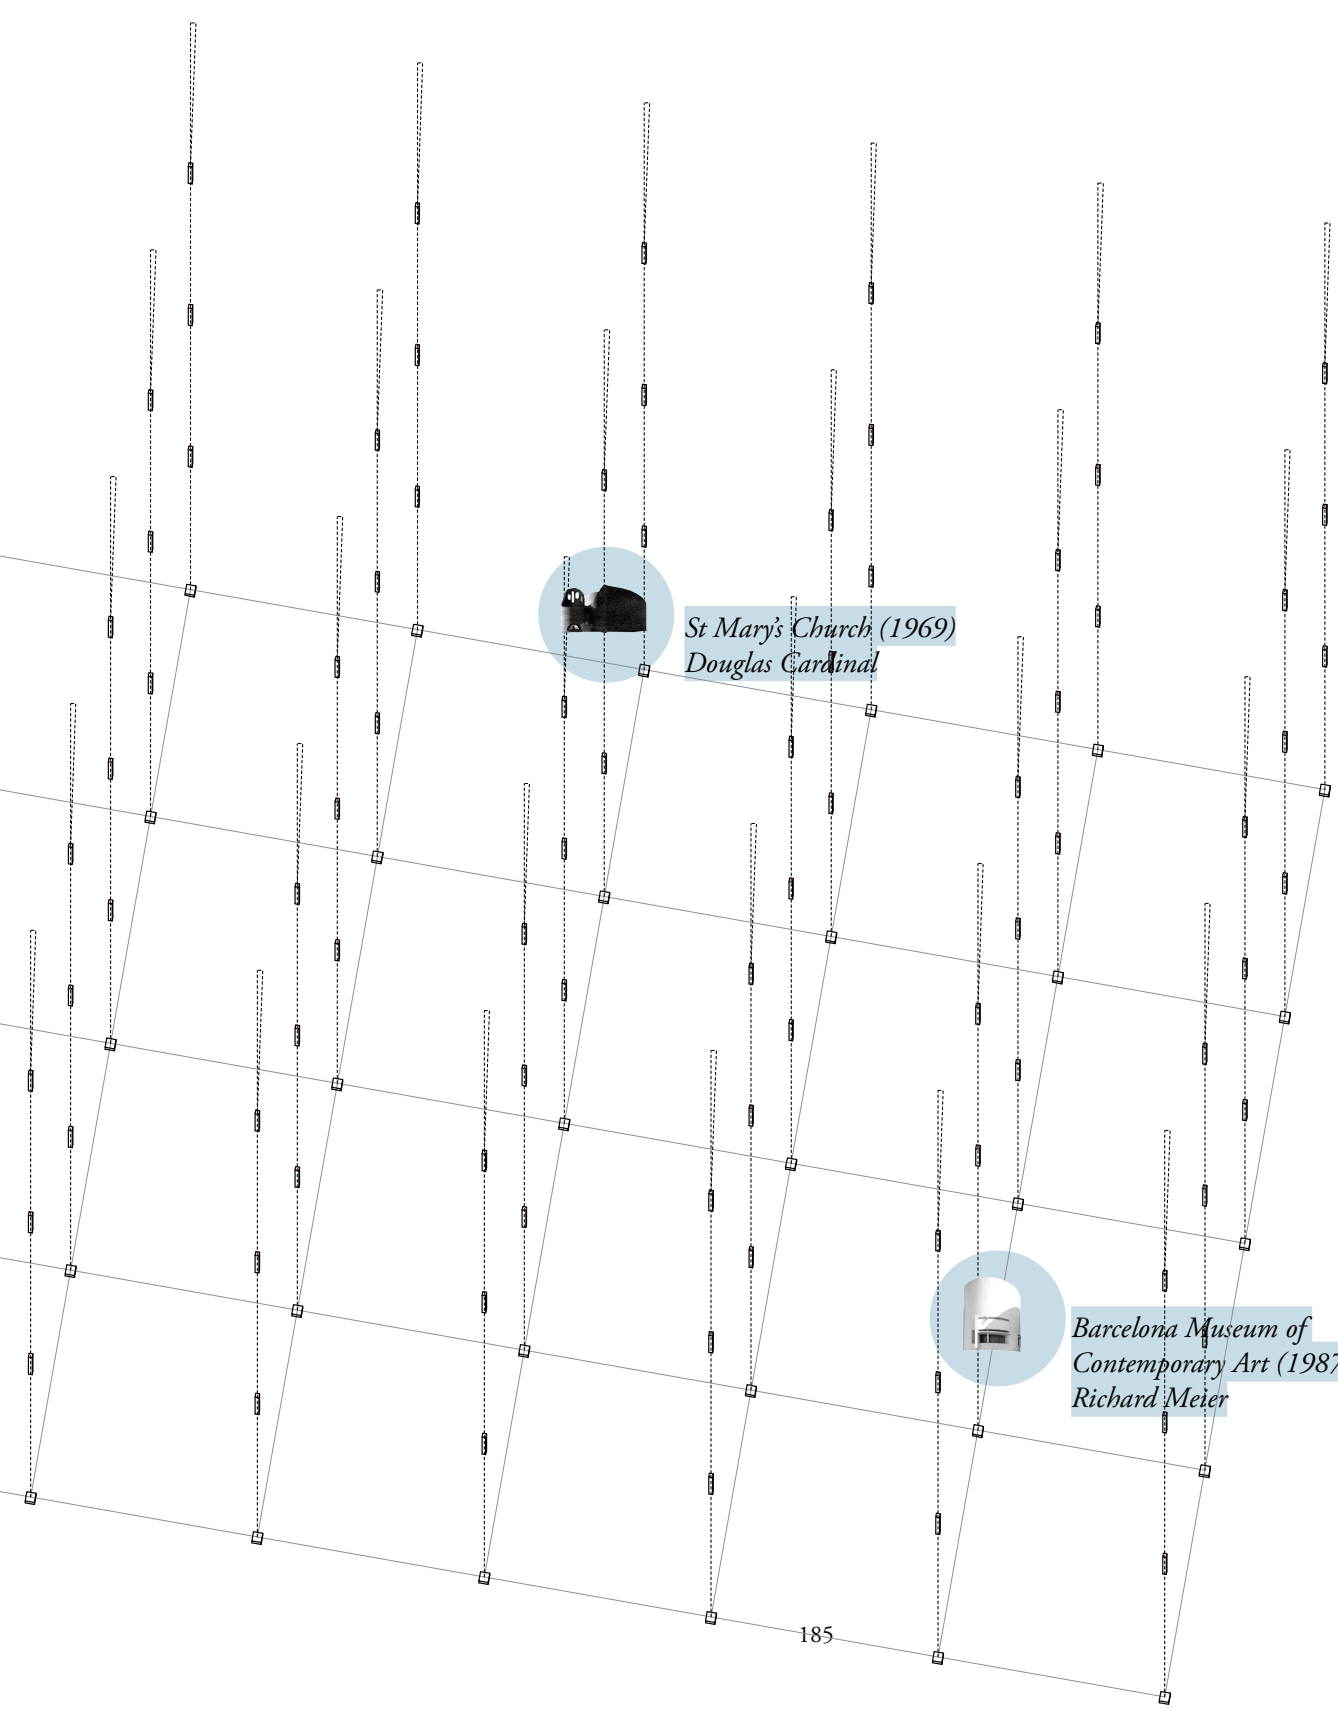 St Mary’s Church (1969)
Douglas Cardinal
Barcelona Museum of
Contemporary Art (1987
Richard Meier
185